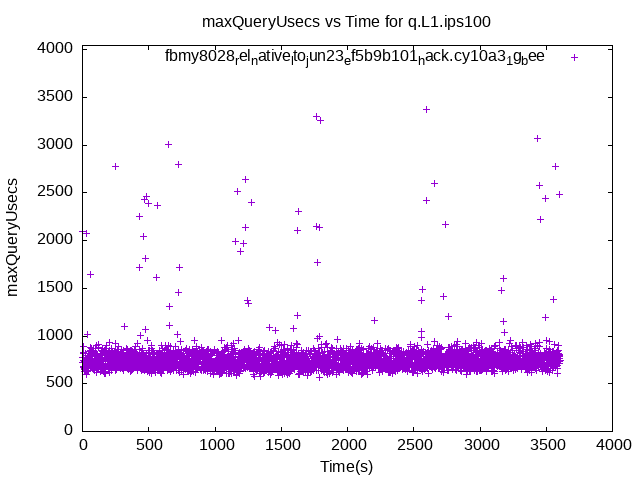 maxQueryUsecs vs Time for q.L1.ips100
fbmy8028relnativeltojun23ef5b9b101hack.cy10a31gbee
4000
3500
3000
2500
2000
1500
1000
500
0
maxQueryUsecs
0 500 1000 1500 2000 2500 3000 3500 4000
Time(s)